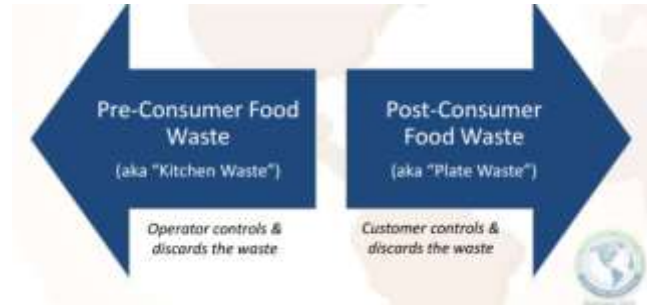 Pre-Consumer Food
Waste
(aka "Kitchen Waste")
Operator controls &
discards the waste
Post-Consumer
Food Waste
(aka "Plate Waste")
Customer controls &
discards the waste